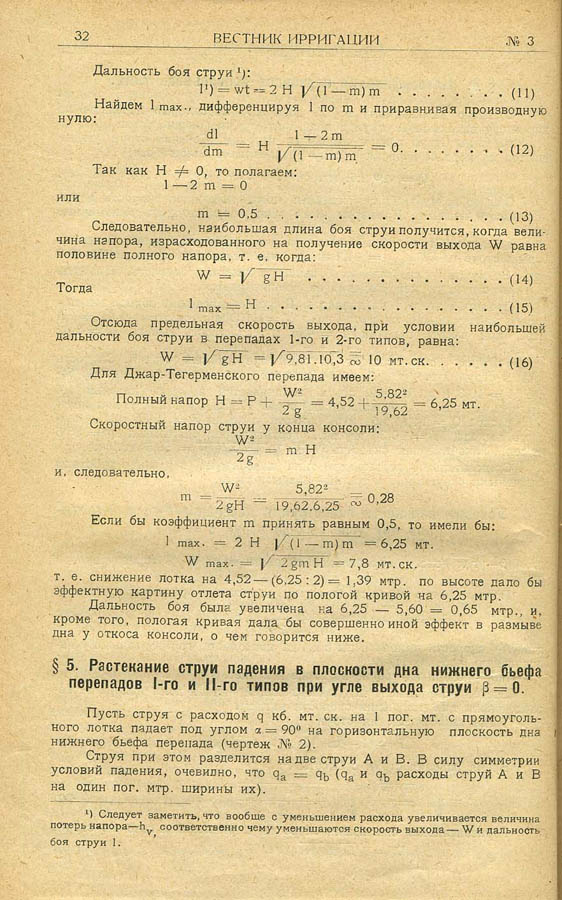 32 ВЕСТНИК ИРРИГАЦИИ № 3
Дальность боя струи ¹):
l¹) = wt = 2 H √(1 — m) m . . . . . . . . (11)
Найдем l max., дифференцируя l по m и приравнивая производную
нулю:
dl/dm = H (1 — 2 m)/√(1 — m) m = 0. . . . . . . . . (12)
Так как H ≠ 0, то полагаем:
1 — 2 m = 0
или
m = 0,5 . . . . . . . . . . . . . . . (13)
Следовательно, наибольшая длина боя струи получится, когда вели-
чина напора, израсходованного на получение скорости выхода W равна
половине полного напора, т. е. когда:
W = √gH . . . . . . . . . . . . (14)
Тогда
l max = H . . . . . . . . . . . . . . . (15)
Отсюда предельная скорость выхода, при условии наибольшей
дальности боя струи в перепадах 1-го и 2-го типов, равна:
W = √gH = √9,81.10,3 ≅ 10 мт.ск. . . . . . . (16)
Для Джар-Тегерменского перепада имеем:
Полный напор H = P + W²/2 g = 4,52 + 5,82²/19,62 = 6,25 мт.
Скоростный напор струи у конца консоли:
W²/2g = m H
и, следовательно,
m = W²/2gH = 5,82²/19,62.6,25 ≅ 0,28
Если бы коэффициент m принять равным 0,5, то имели бы:
l max. = 2 H √(1 — m) m = 6,25 мт.
W max. = √2 gm H = 7,8 мт. ск.
т. е. снижение лотка на 4,52 — (6,25 : 2) = 1,39 мтр. по высоте дало бы
эффектную картину отлета струи по пологой кривой на 6,25 мтр.
Дальность боя была увеличена на 6,25 — 5,60 = 0,65 мтр., и,
кроме того, пологая кривая дала бы совершенно иной эффект в размыве
дна у откоса консоли, о чем говорится ниже.
§ 5. Растекание струи падения в плоскости дна нижнего бьефа
перепадов I-го и II-го типов при угле выхода струи β = 0.
Пусть струя с расходом q кб. мт. ск. на 1 пог. мт. с прямоуголь-
ного лотка падает под углом α = 90° на горизонтальную плоскость дна
нижнего бьефа перепада (чертеж № 2).
Струя при этом разделится на две струи А и В. В силу симметрии
условий падения, очевидно, что qa = qb (qa и qb расходы струй А и В
на один пог. мтр. ширины их).
¹) Следует заметить, что вообще с уменьшением расхода увеличивается величина
потерь напора—hv, соответственно чему уменьшаются скорость выхода — W и дальность
боя струи l.